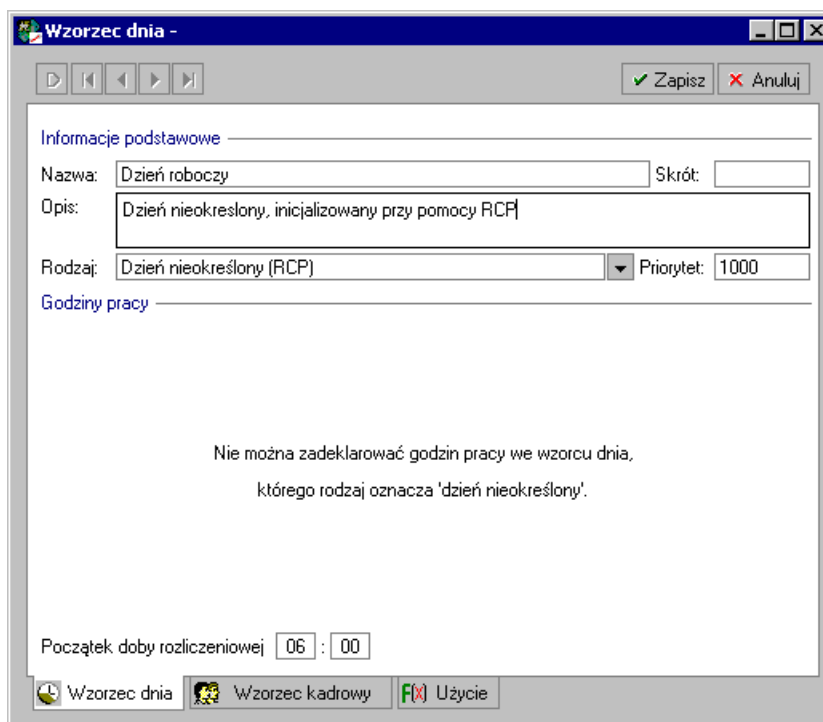 Wzorzec dnia -
Zapisz Anuluj
Informacje podstawowe
Nazwa: Dzień roboczy Skrót:
Opis: Dzień nieokreslony, inicjalizowany przy pomocy RCP
Rodzaj: Dzień nieokreślony (RCP) Priorytet: 1000
Godziny pracy
Nie można zadeklarować godzin pracy we wzorcu dnia,
którego rodzaj oznacza 'dzień nieokreślony'.
Początek doby rozliczeniowej 06 : 00
Wzorzec dnia Wzorzec kadrowy F(X) Użycie